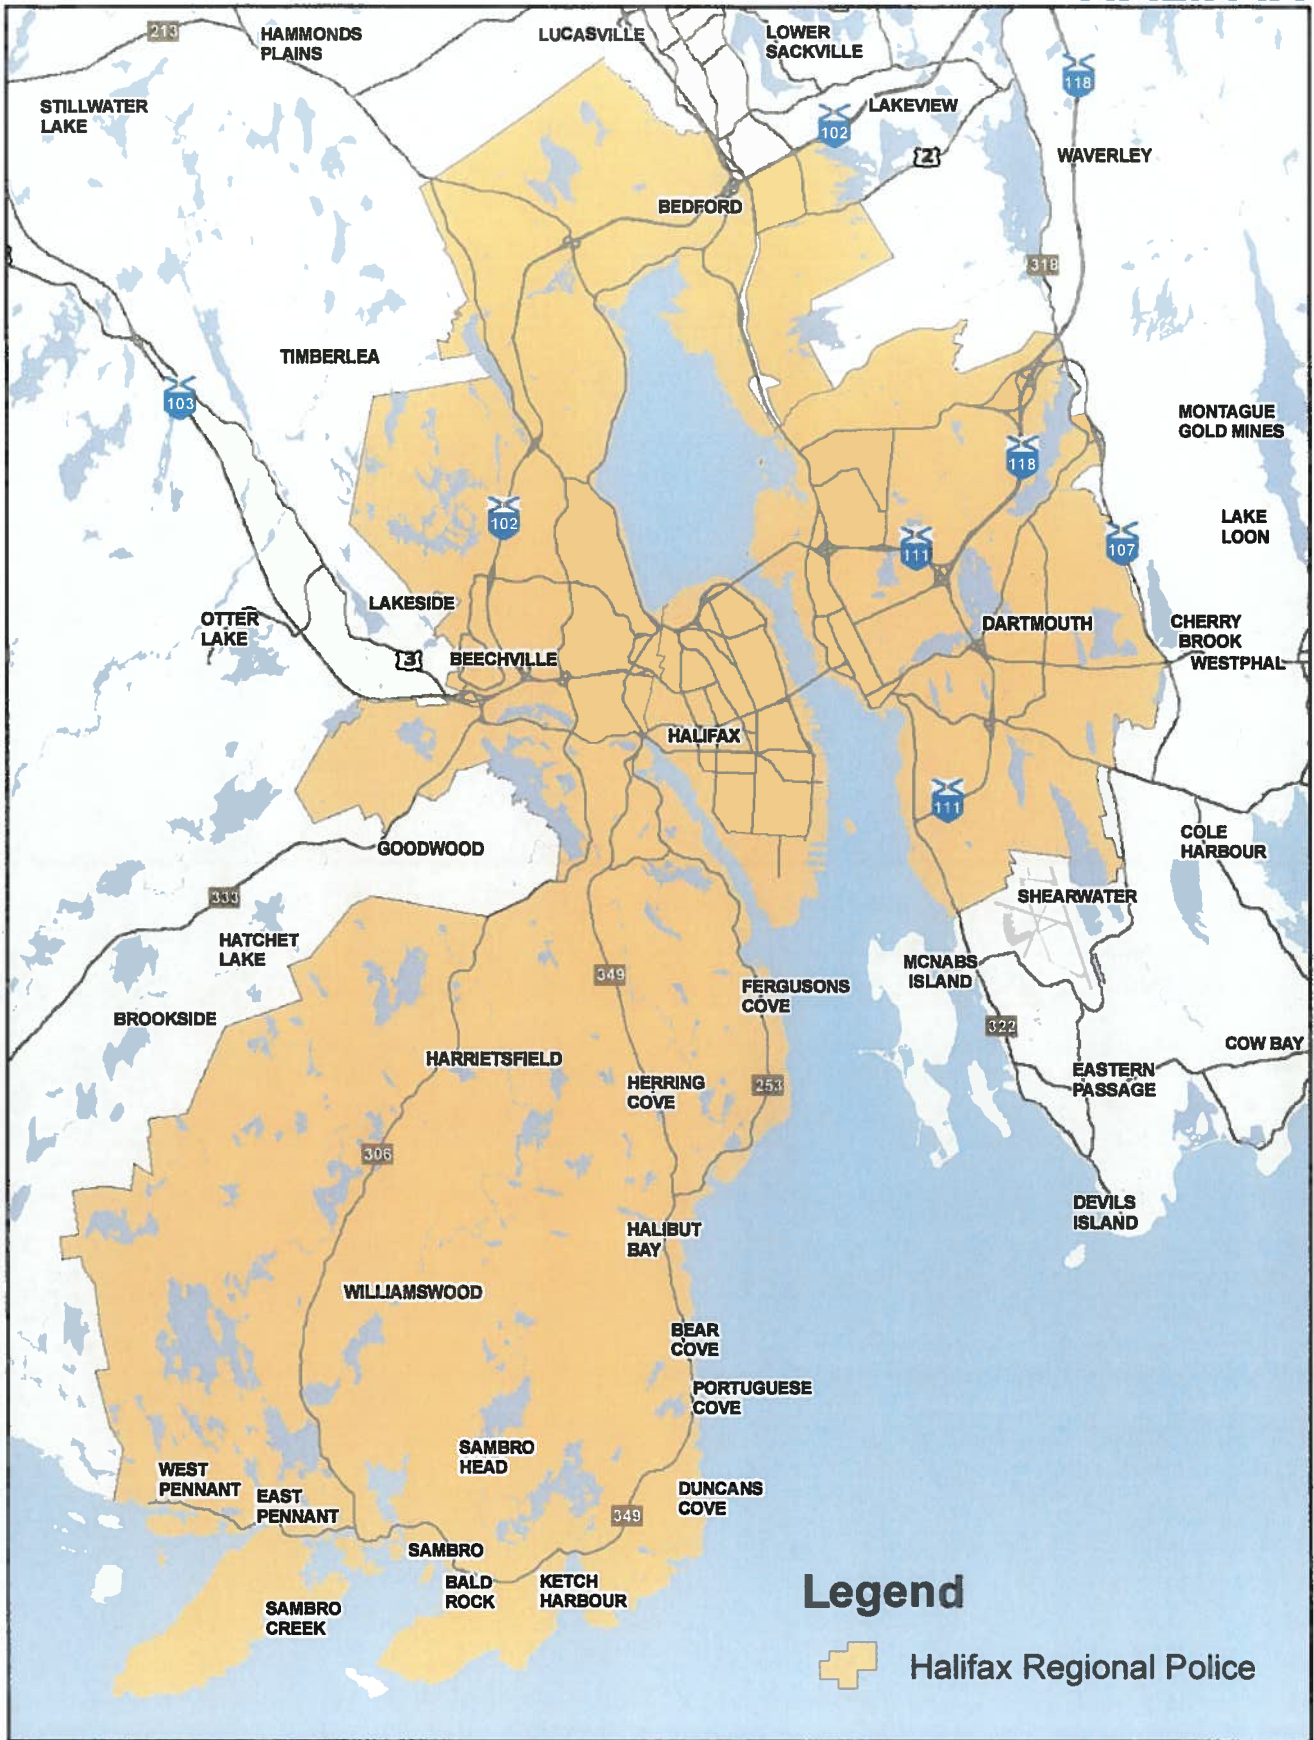 213
HAMMONDS
PLAINS
LUCASVILLE
LOWER
SACKVILLE
118
STILLWATER
LAKE
LAKEVIEW
102
2
WAVERLEY
BEDFORD
318
TIMBERLEA
103
MONTAGUE
GOLD MINES
118
102
LAKE
LOON
111
107
LAKESIDE
OTTER
LAKE
DARTMOUTH
CHERRY
BROOK
3
BEECHVILLE
WESTPHAL
HALIFAX
111
GOODWOOD
COLE
HARBOUR
333
SHEARWATER
HATCHET
LAKE
349
MCNABS
ISLAND
FERGUSONS
COVE
BROOKSIDE
322
COW BAY
HARRIETSFIELD
EASTERN
PASSAGE
HERRING
COVE
253
306
DEVILS
ISLAND
HALIBUT
BAY
WILLIAMSWOOD
BEAR
COVE
PORTUGUESE
COVE
SAMBRO
HEAD
WEST
PENNANT
EAST
PENNANT
DUNCANS
COVE
349
SAMBRO
BALD
ROCK
KETCH
HARBOUR
SAMBRO
CREEK
Legend
Halifax Regional Police